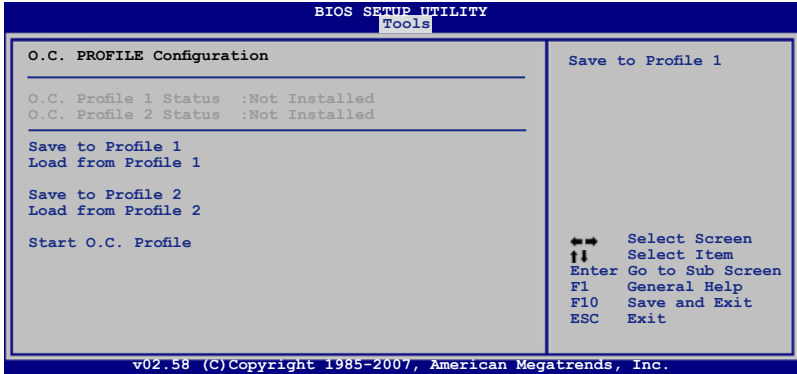 BIOS SETUP UTILITY
Tools
O.C. PROFILE Configuration
O.C. Profile 1 Status :Not Installed
O.C. Profile 2 Status :Not Installed
Save to Profile 1
Load from Profile 1
Save to Profile 2
Load from Profile 2
Start O.C. Profile
Save to Profile 1
Select Screen
Select Item
Enter Go to Sub Screen
F1 General Help
F10 Save and Exit
ESC Exit
v02.58 (C)Copyright 1985-2007, American Megatrends, Inc.